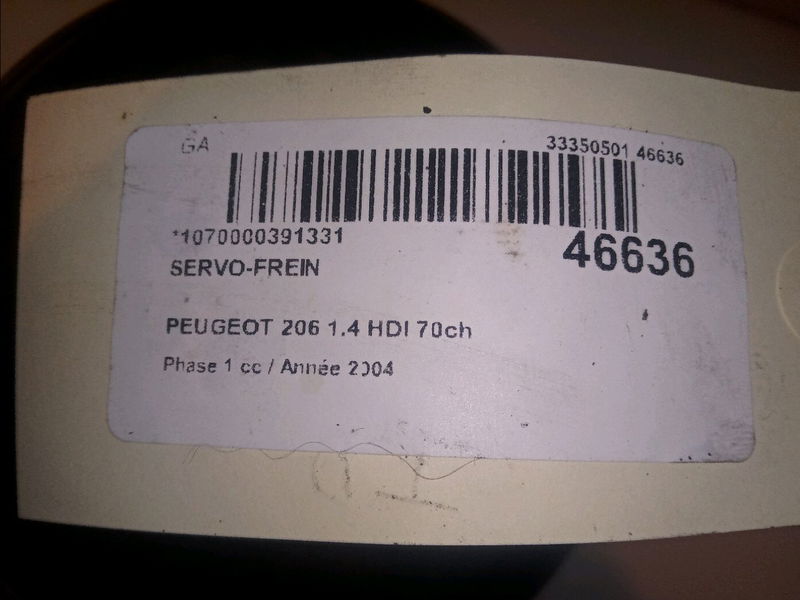 GA
33350501 46636
*1070000391331
46636
SERVO-FREIN
PEUGEOT 206 1.4 HDI 70ch
Phase 1 cc / Année 2004